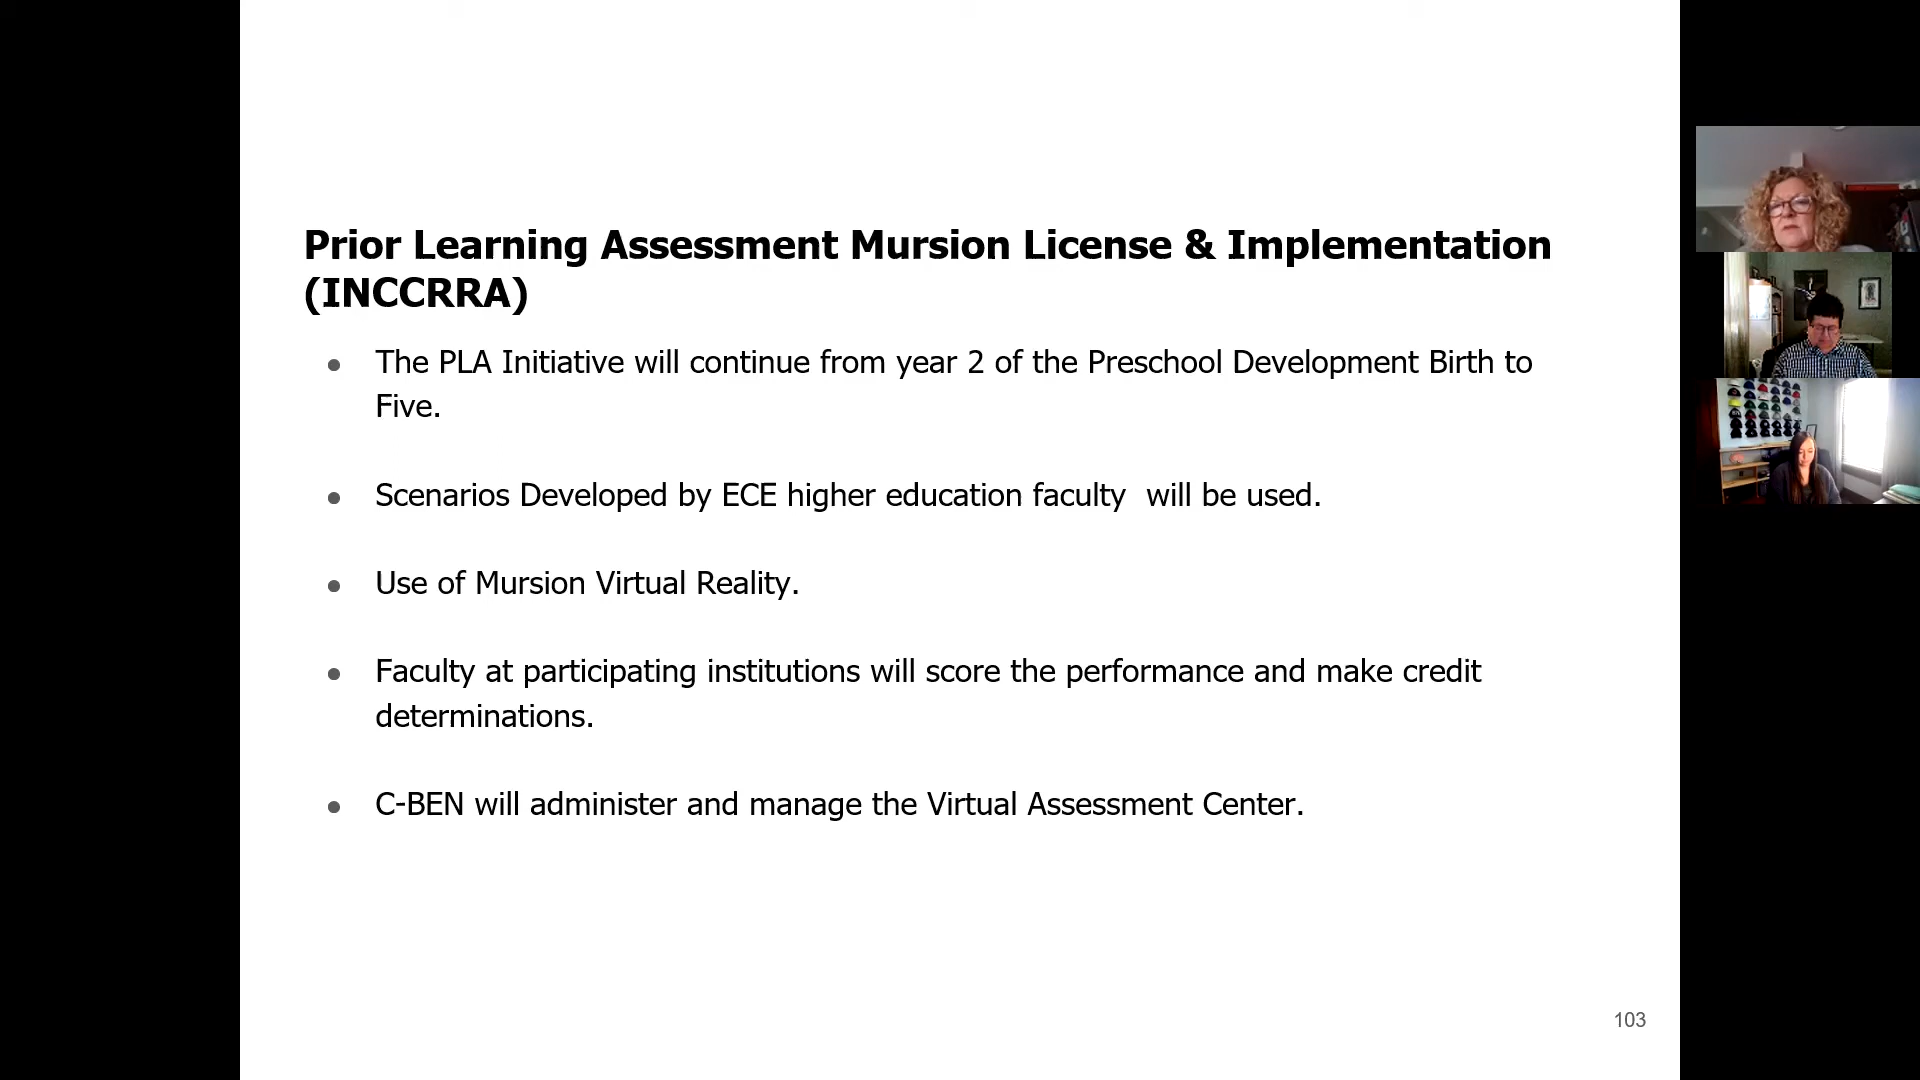 Prior Learning Assessment Mursion License & Implementation
(INCCRRA)
● The PLA Initiative will continue from year 2 of the Preschool Development Birth to
Five.
● Scenarios Developed by ECE higher education faculty  will be used.
● Use of Mursion Virtual Reality.
● Faculty at participating institutions will score the performance and make credit
determinations.
● C-BEN will administer and manage the Virtual Assessment Center.
103